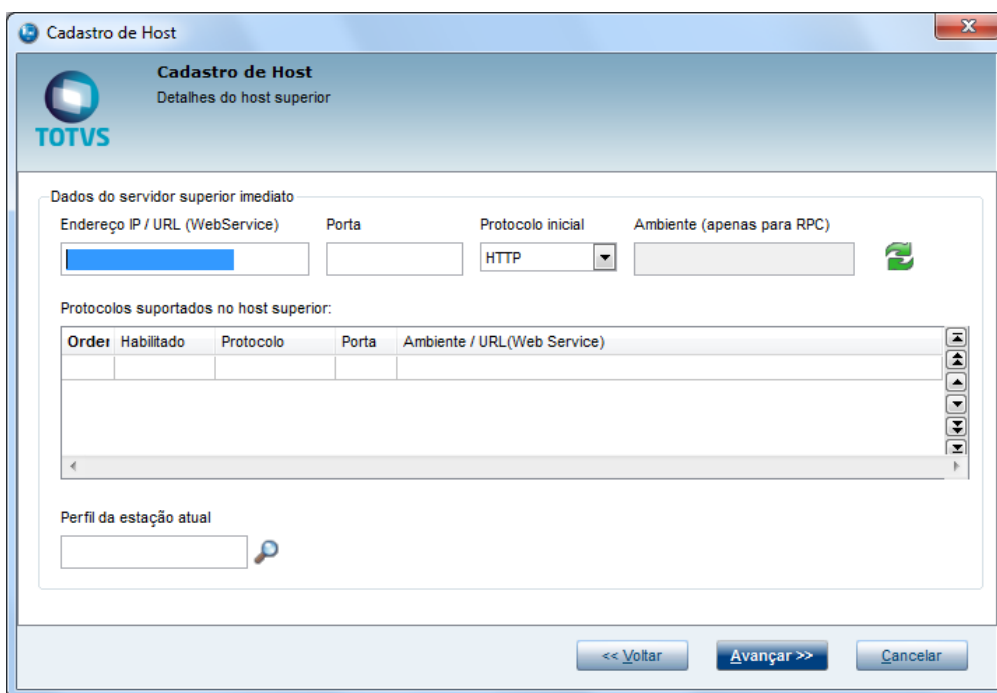 Cadastro de Host
Cadastro de Host
Detalhes do host superior
TOTVS
Dados do servidor superior imediato
Endereço IP / URL (WebService) Porta Protocolo inicial Ambiente (apenas para RPC)
HTTP
Protocolos suportados no host superior:
Order Habilitado Protocolo Porta Ambiente / URL(Web Service)
Perfil da estação atual
<< Voltar Avançar >> Cancelar